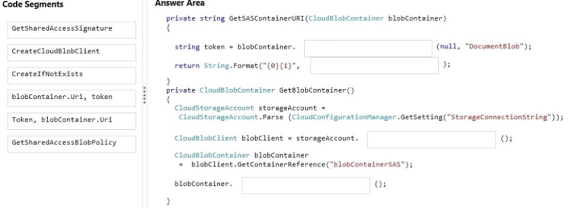 Code Segments
GetSharedAccessSignature
CreateCloudBlobClient
CreateIfNotExists
blobContainer.Uri, token
Token, blobContainer.Uri
GetSharedAccessBlobPolicy
Answer Area
private string GetSASContainerURI(CloudBlobContainer blobContainer)
{
string token = blobContainer. (null, "DocumentBlob");
return String.Format("{0}{1}", );
}
private CloudBlobContainer GetBlobContainer()
{
CloudStorageAccount storageAccount =
CloudStorageAccount.Parse (CloudConfigurationManager.GetSetting("StorageConnectionString"));
CloudBlobClient blobClient = storageAccount. ();
CloudBlobContainer blobContainer
= blobClient.GetContainerReference("blobContainerSAS");
blobContainer. ();
}